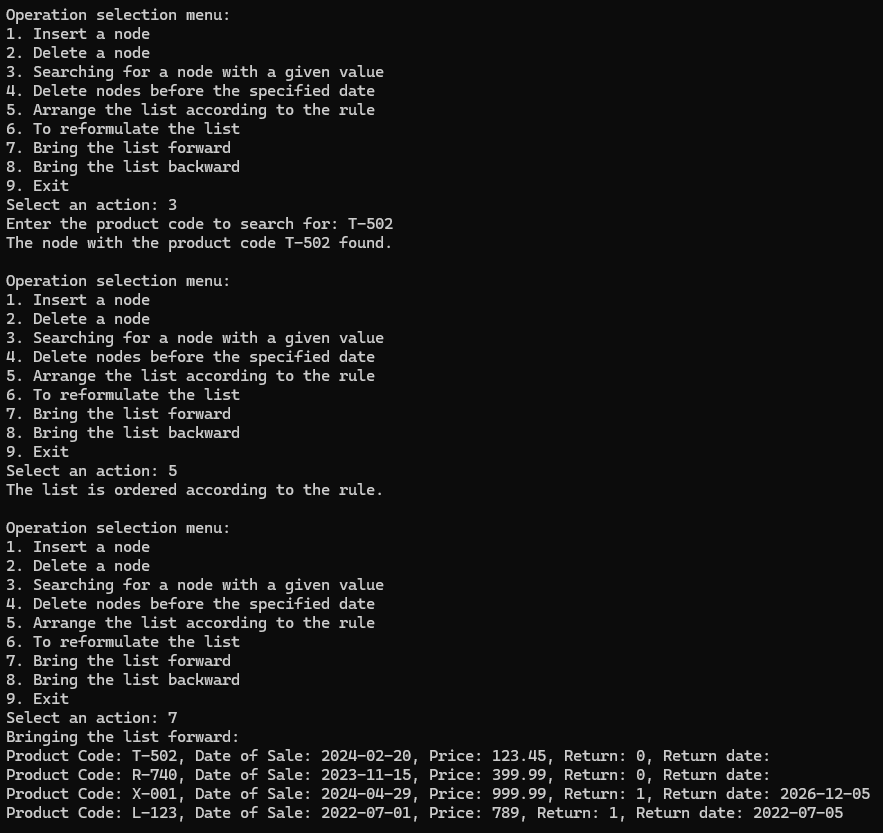 Operation selection menu:
1. Insert a node
2. Delete a node
3. Searching for a node with a given value
4. Delete nodes before the specified date
5. Arrange the list according to the rule
6. To reformulate the list
7. Bring the list forward
8. Bring the list backward
9. Exit
Select an action: 3
Enter the product code to search for: T-502
The node with the product code T-502 found.

Operation selection menu:
1. Insert a node
2. Delete a node
3. Searching for a node with a given value
4. Delete nodes before the specified date
5. Arrange the list according to the rule
6. To reformulate the list
7. Bring the list forward
8. Bring the list backward
9. Exit
Select an action: 5
The list is ordered according to the rule.

Operation selection menu:
1. Insert a node
2. Delete a node
3. Searching for a node with a given value
4. Delete nodes before the specified date
5. Arrange the list according to the rule
6. To reformulate the list
7. Bring the list forward
8. Bring the list backward
9. Exit
Select an action: 7
Bringing the list forward:
Product Code: T-502, Date of Sale: 2024-02-20, Price: 123.45, Return: 0, Return date:
Product Code: R-740, Date of Sale: 2023-11-15, Price: 399.99, Return: 0, Return date:
Product Code: X-001, Date of Sale: 2024-04-29, Price: 999.99, Return: 1, Return date: 2026-12-05
Product Code: L-123, Date of Sale: 2022-07-01, Price: 789, Return: 1, Return date: 2022-07-05